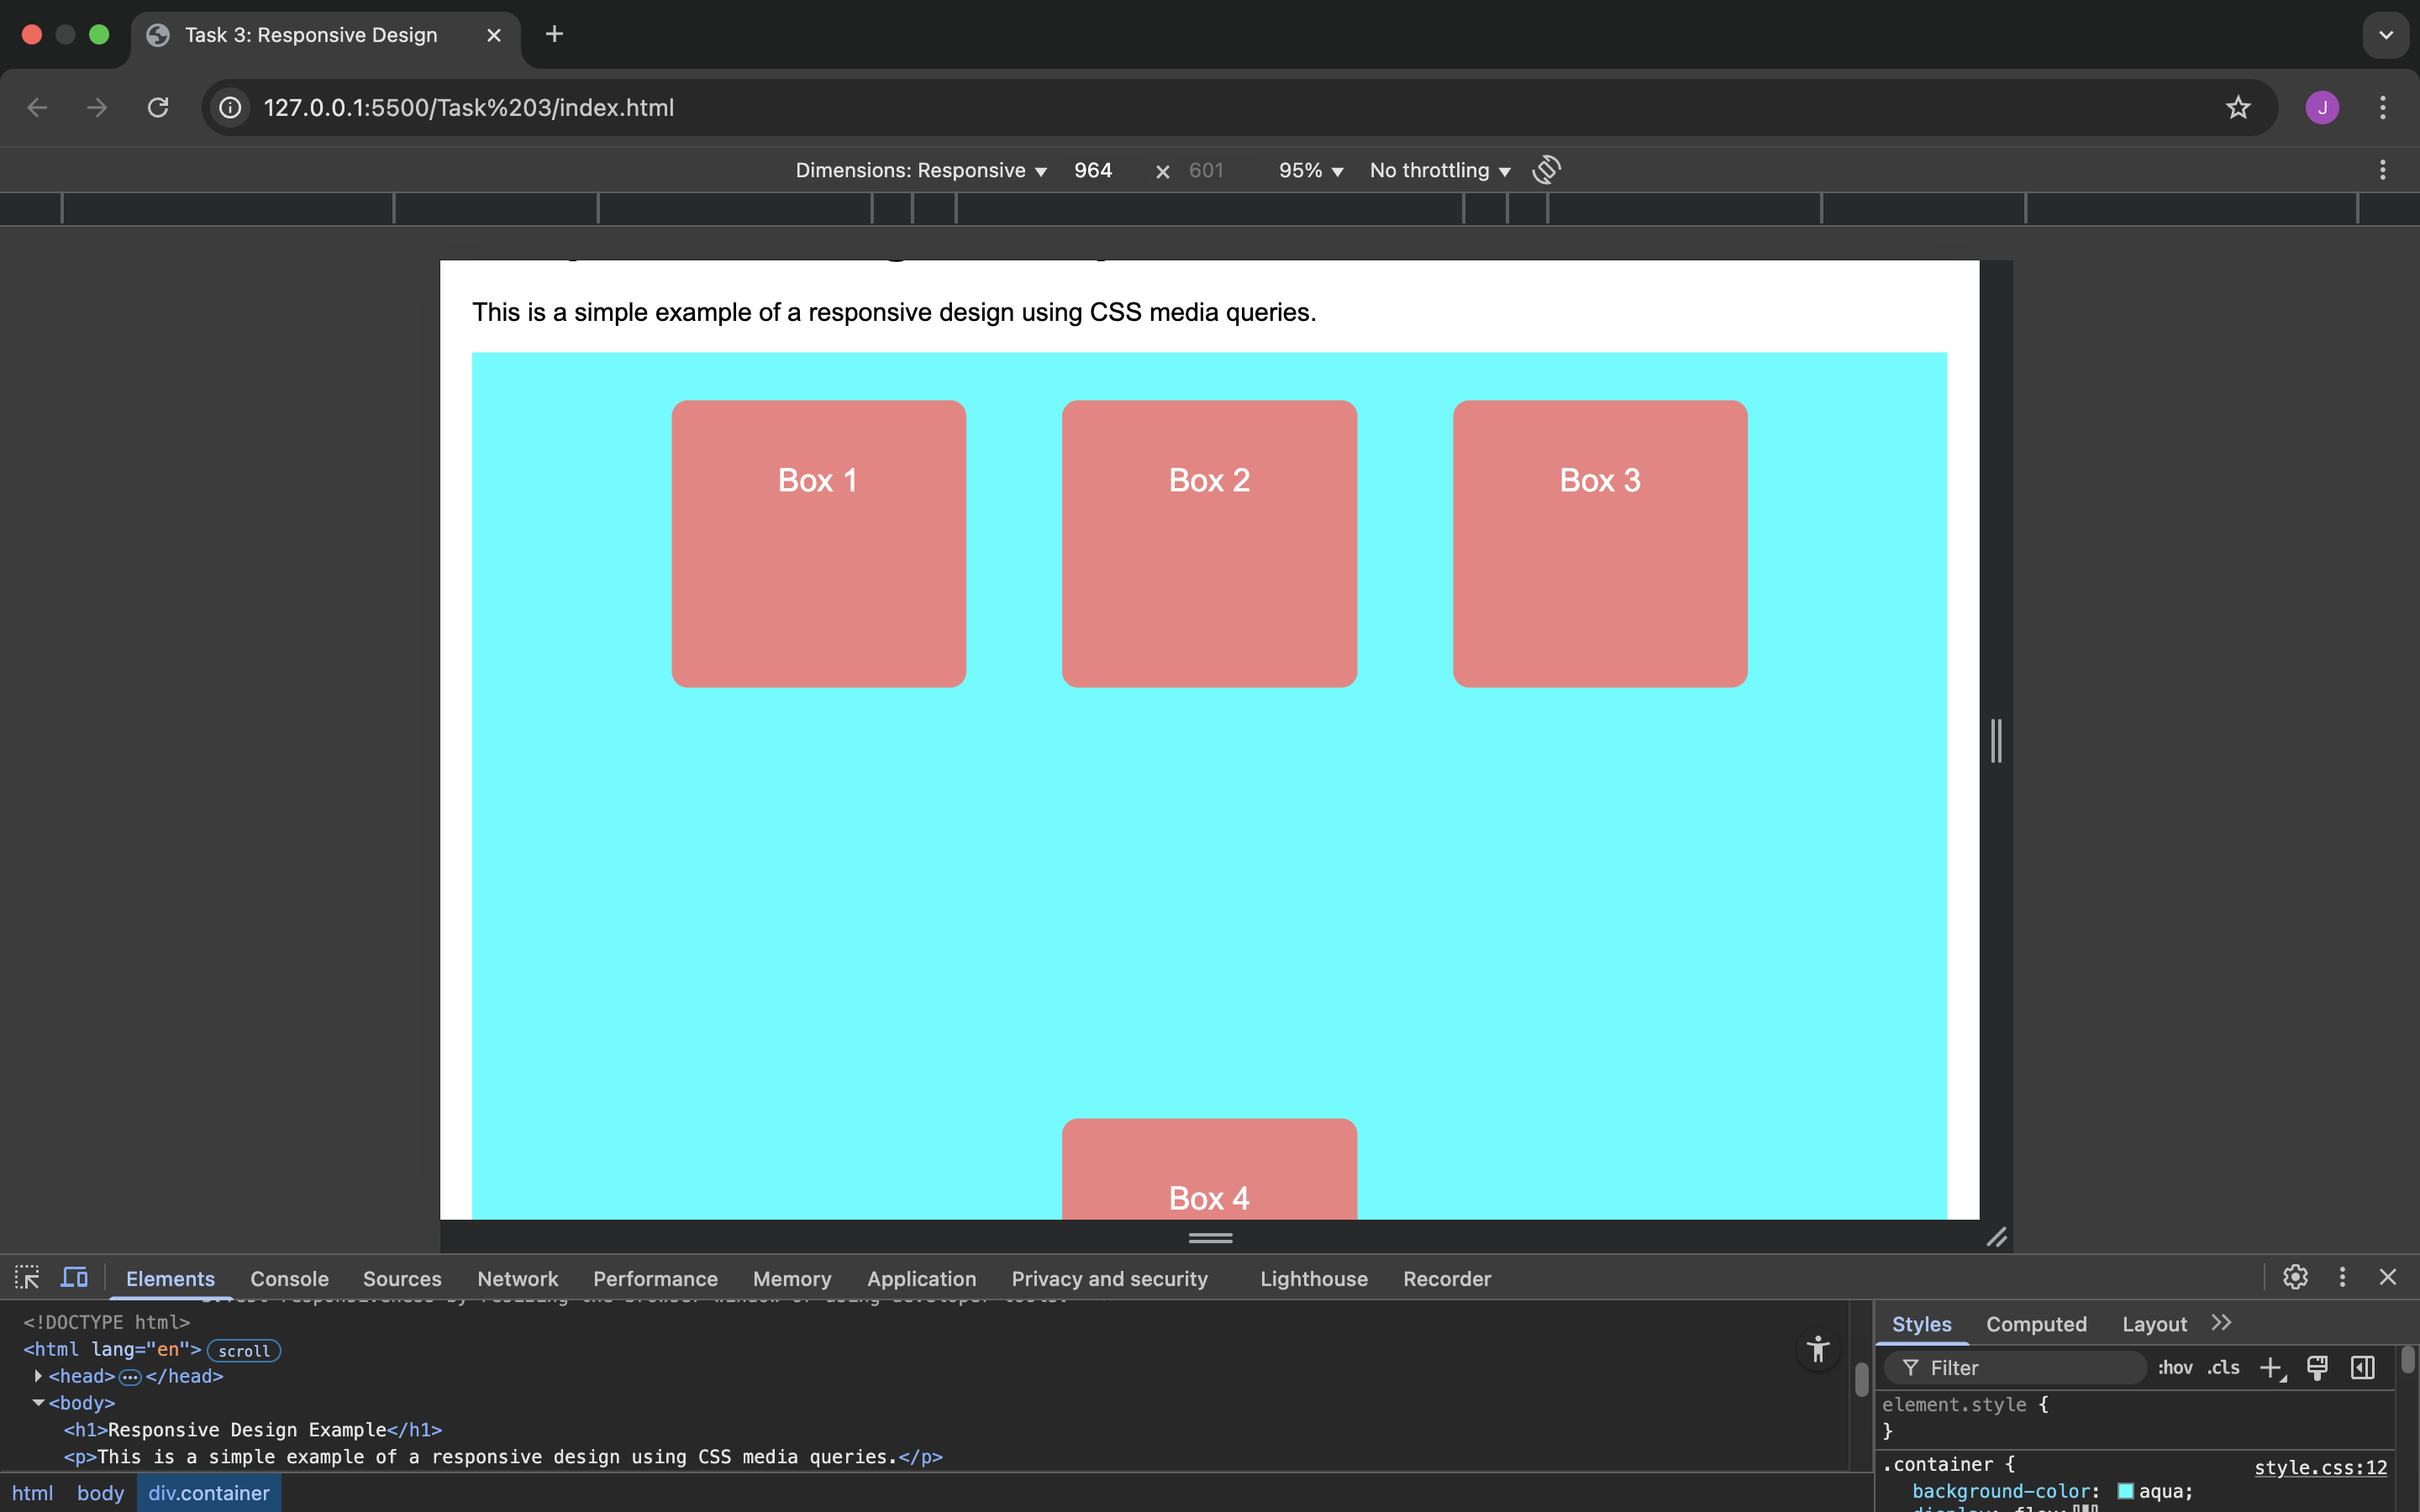 Task 3: Responsive Design
127.0.0.1:5500/Task%203/index.html
J
Dimensions: Responsive ▼ 964 × 601 95% ▼ No throttling ▼
This is a simple example of a responsive design using CSS media queries.
Box 1 Box 2 Box 3
Box 4
Elements Console Sources Network Performance Memory Application Privacy and security Lighthouse Recorder
<!DOCTYPE html>
<html lang="en"> scroll
<head> ··· </head>
<body>
<h1>Responsive Design Example</h1>
<p>This is a simple example of a responsive design using CSS media queries.</p>
html body div.container
Styles Computed Layout
Filter :hov .cls
element.style {
}
.container { style.css:12
background-color: aqua;